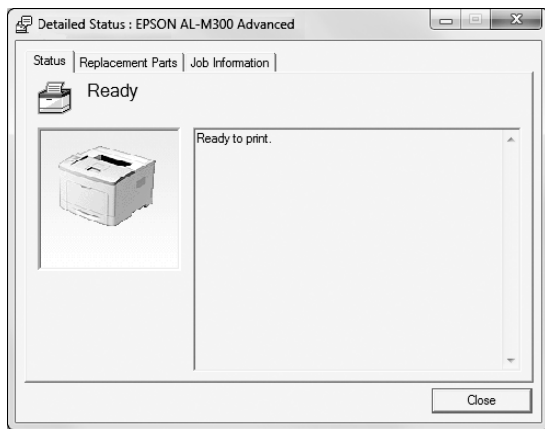 Detailed Status : EPSON AL-M300 Advanced
Status Replacement Parts Job Information
Ready
Ready to print.
Close